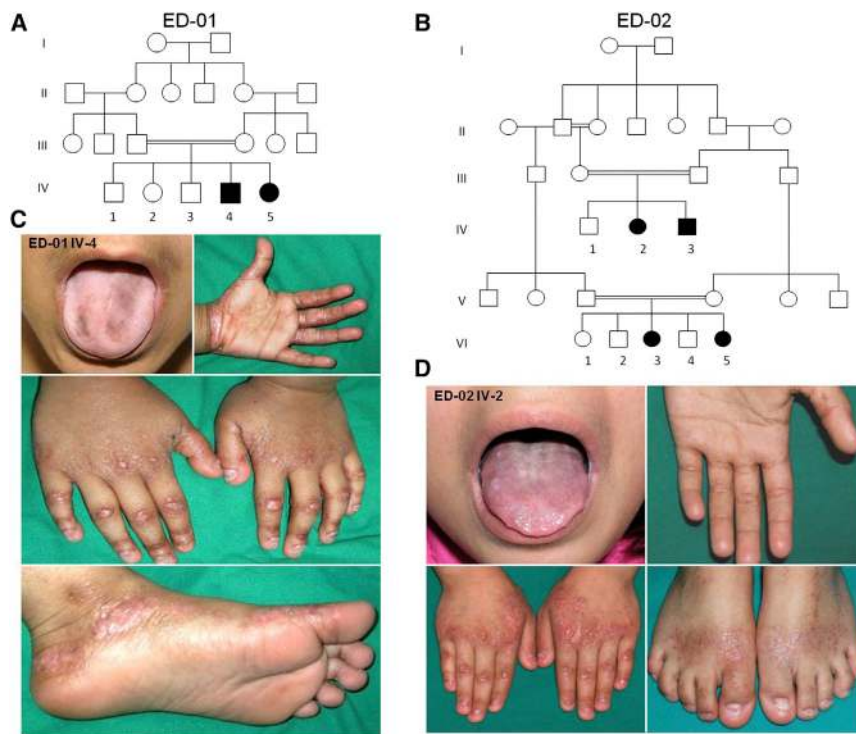 A
ED-01
I
II
III
IV
1 2 3 4 5
B
ED-02
I
II
III
IV
1 2 3
V
VI
1 2 3 4 5
C
ED-01 IV-4
D
ED-02 IV-2